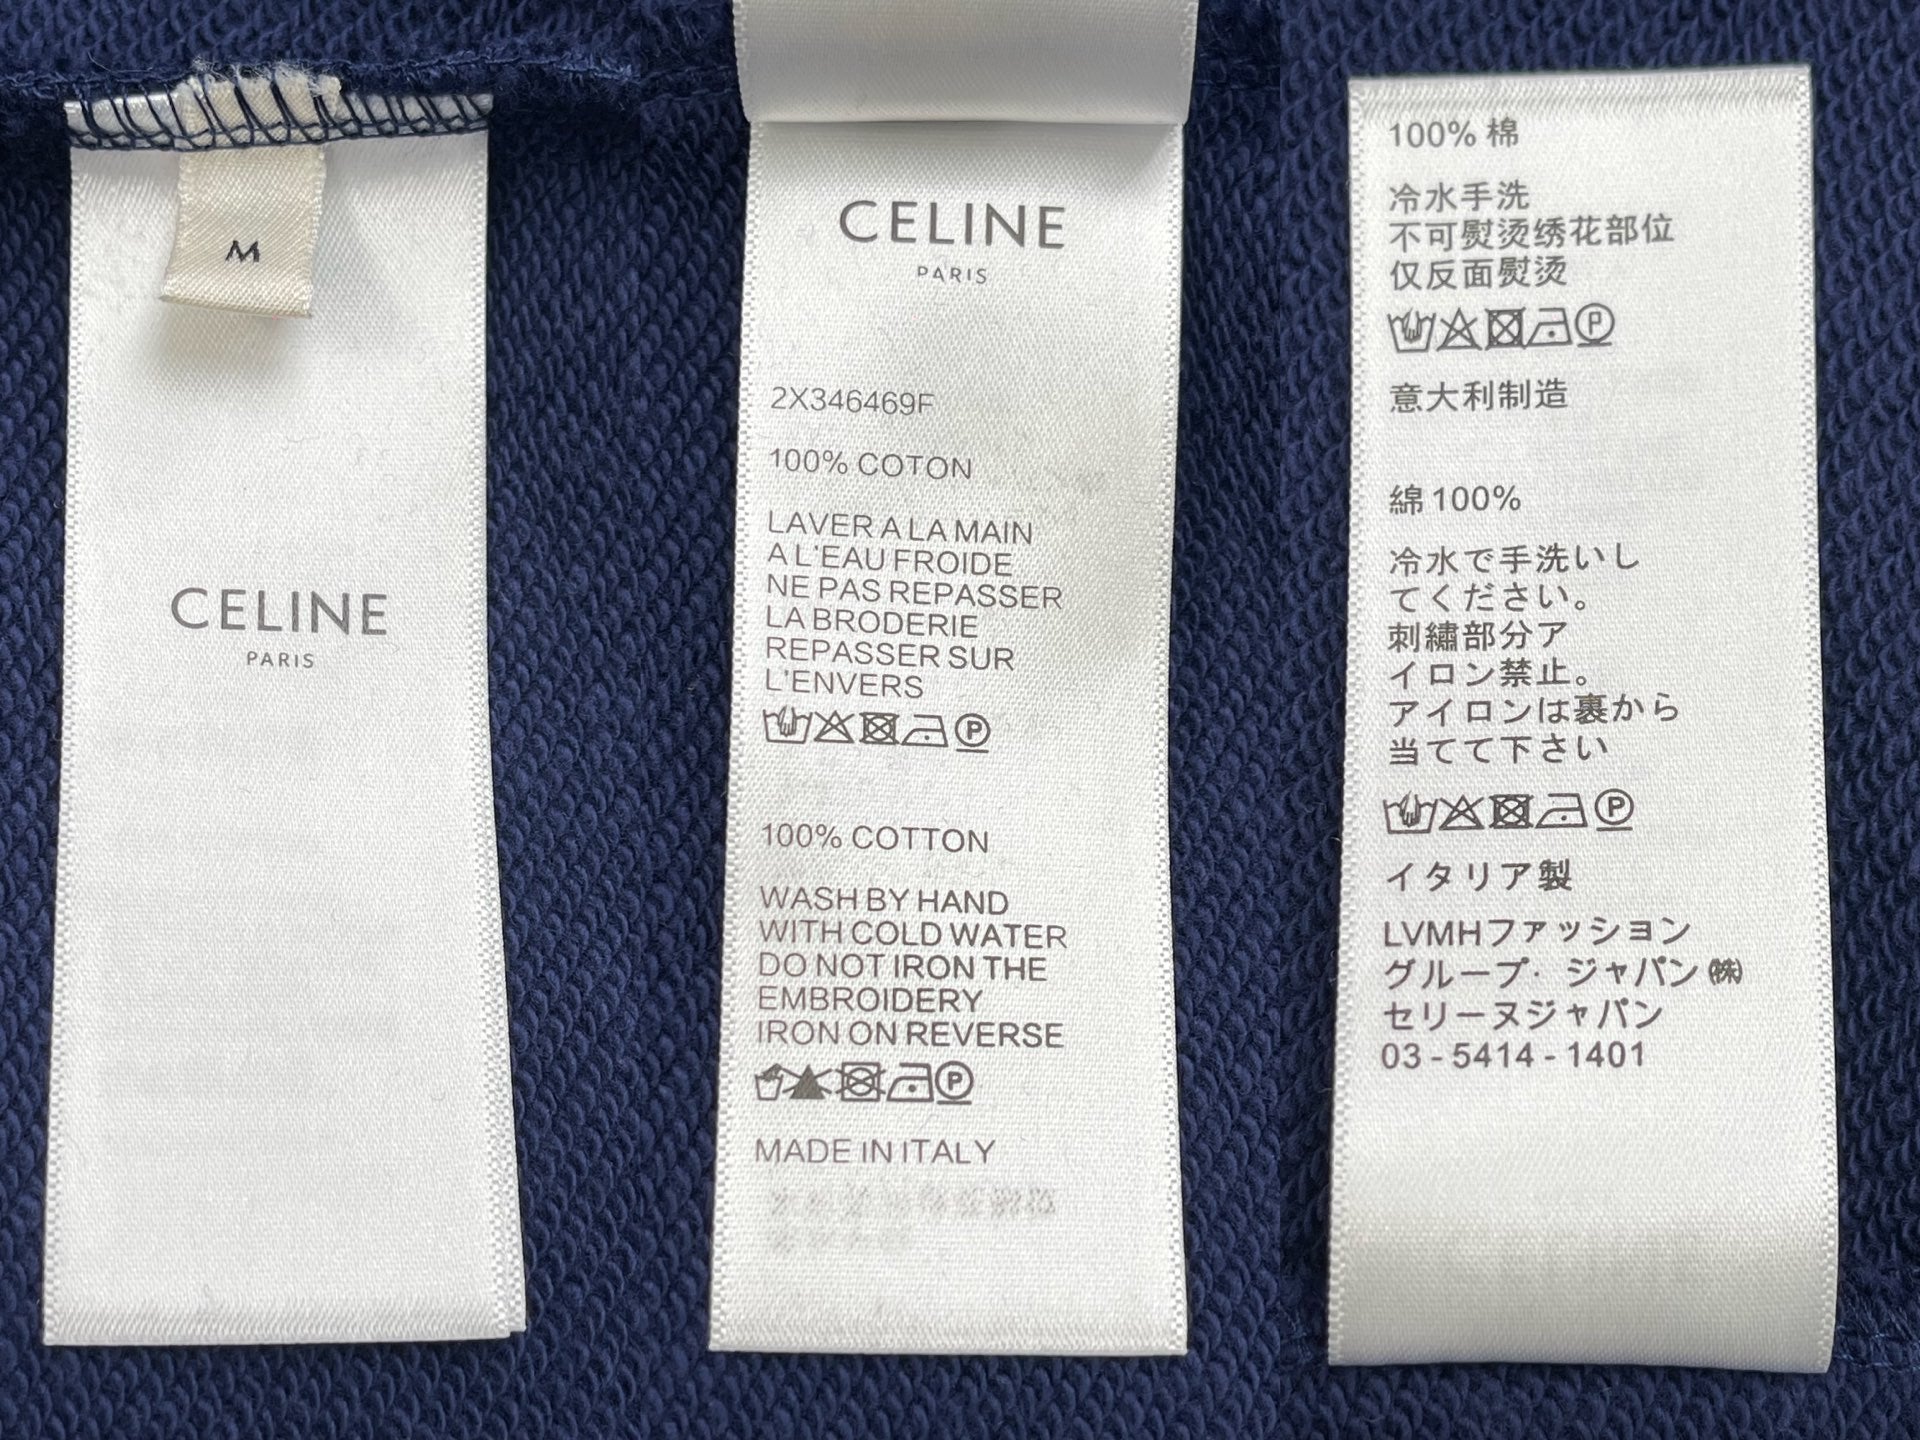 M
CELINE
PARIS
CELINE
PARIS
2X346469F
100% COTON
LAVER A LA MAIN
A L'EAU FROIDE
NE PAS REPASSER
LA BRODERIE
REPASSER SUR
L'ENVERS
P
100% COTTON
WASH BY HAND
WITH COLD WATER
DO NOT IRON THE
EMBROIDERY
IRON ON REVERSE
P
MADE IN ITALY
100% 棉
冷水手洗
不可熨烫绣花部位
仅反面熨烫
P
意大利制造
綿 100%
冷水で手洗いし
てください。
刺繡部分ア
イロン禁止。
アイロンは裏から
当てて下さい
P
イタリア製
LVMHファッション
グループ・ジャパン㈱
セリーヌジャパン
03 - 5414 - 1401